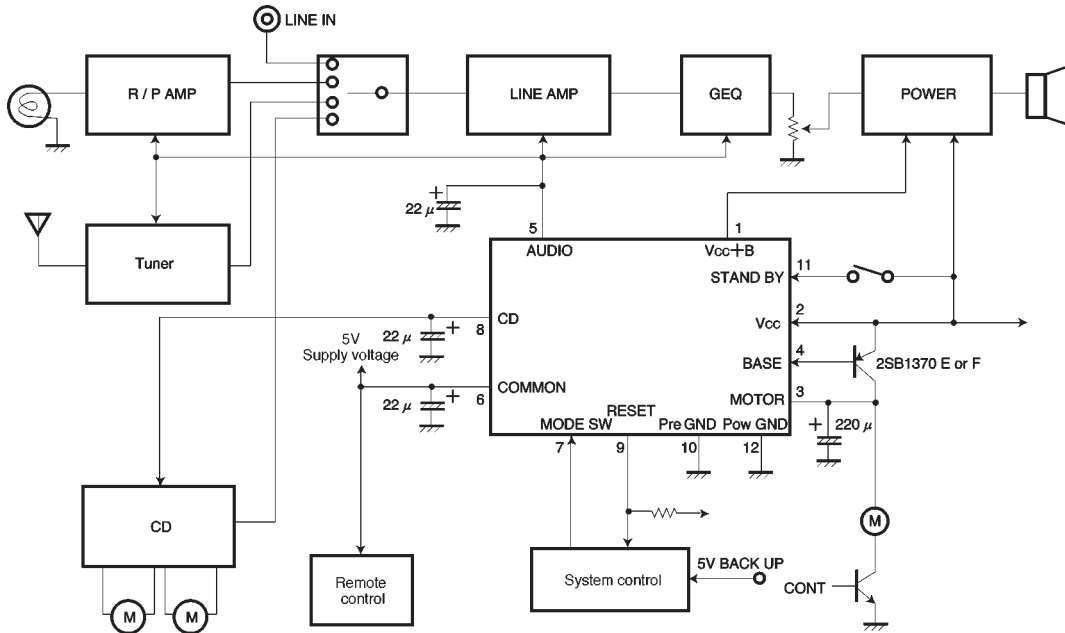 LINE IN
R / P AMP
LINE AMP
GEQ
POWER
+
22 μ
5
1
AUDIO
Vcc+B
Tuner
11
STAND BY
2
Vcc
CD
8
22 μ
+
5V
Supply voltage
4
BASE
2SB1370 E or F
COMMON
6
22 μ
+
3
MOTOR
+
220 μ
RESET
MODE SW
Pre GND
Pow GND
7
9
10
12
CD
M
M
M
Remote
control
System control
5V BACK UP
CONT